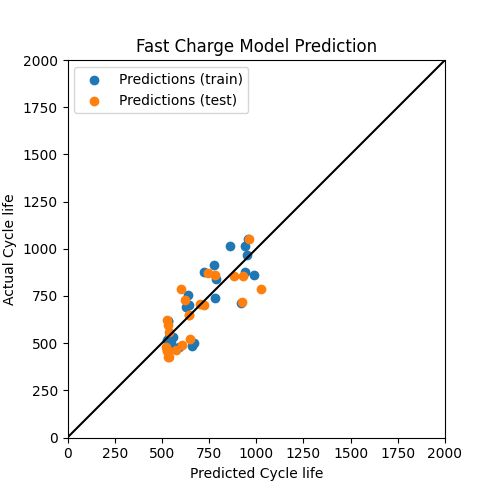 Fast Charge Model Prediction
2000
1750
1500
1250
1000
750
500
250
0
Actual Cycle life
Predictions (train)
Predictions (test)
0 250 500 750 1000 1250 1500 1750 2000
Predicted Cycle life